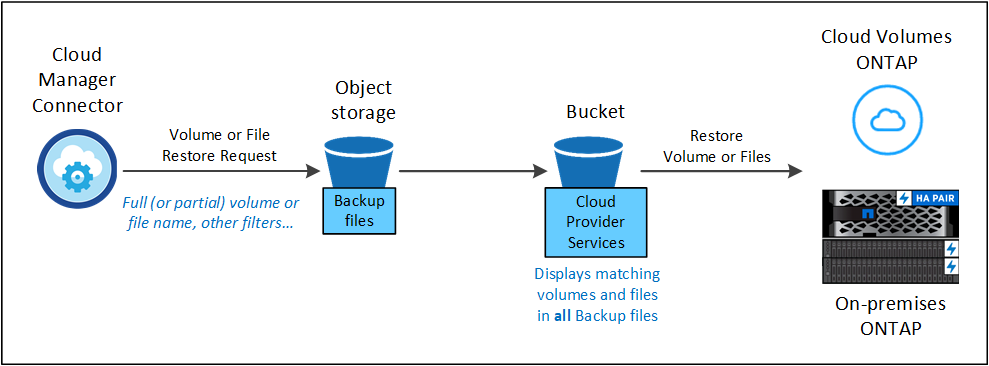 Cloud
Manager
Connector
Volume or File
Restore Request
Full (or partial) volume or
file name, other filters...
Object
storage
Backup
files
Bucket
Cloud
Provider
Services
Displays matching
volumes and files
in all Backup files
Restore
Volume or Files
Cloud Volumes
ONTAP
HA PAIR
On-premises
ONTAP